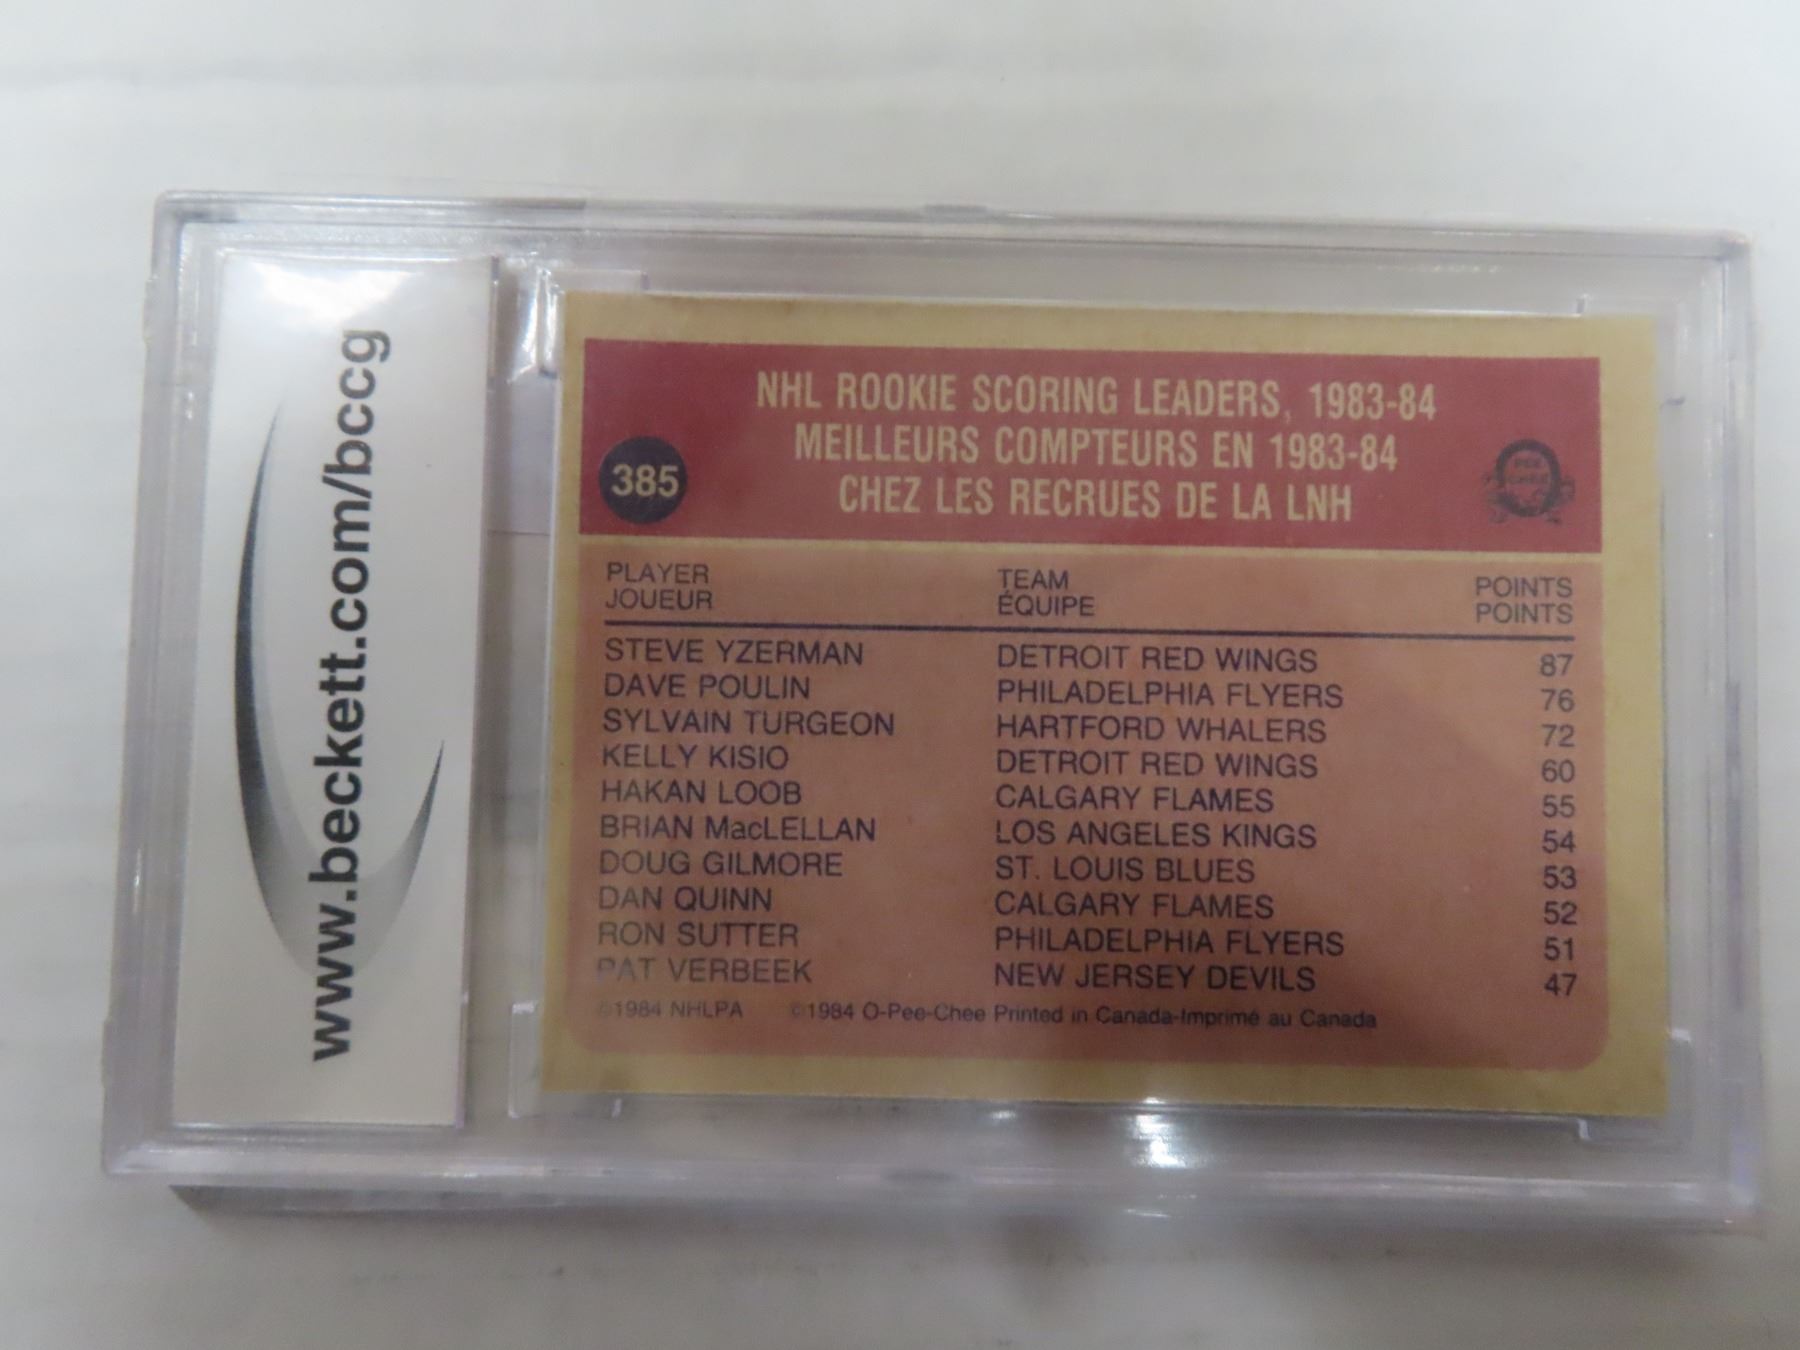 www.beckett.com/bccg
NHL ROOKIE SCORING LEADERS, 1983-84
MEILLEURS COMPTEURS EN 1983-84
CHEZ LES RECRUES DE LA LNH
385
O
PEE
CHEE
PLAYER TEAM POINTS
JOUEUR ÉQUIPE POINTS
STEVE YZERMAN DETROIT RED WINGS 87
DAVE POULIN PHILADELPHIA FLYERS 76
SYLVAIN TURGEON HARTFORD WHALERS 72
KELLY KISIO DETROIT RED WINGS 60
HAKAN LOOB CALGARY FLAMES 55
BRIAN MacLELLAN LOS ANGELES KINGS 54
DOUG GILMORE ST. LOUIS BLUES 53
DAN QUINN CALGARY FLAMES 52
RON SUTTER PHILADELPHIA FLYERS 51
PAT VERBEEK NEW JERSEY DEVILS 47
©1984 NHLPA ©1984 O-Pee-Chee Printed in Canada-Imprimé au Canada